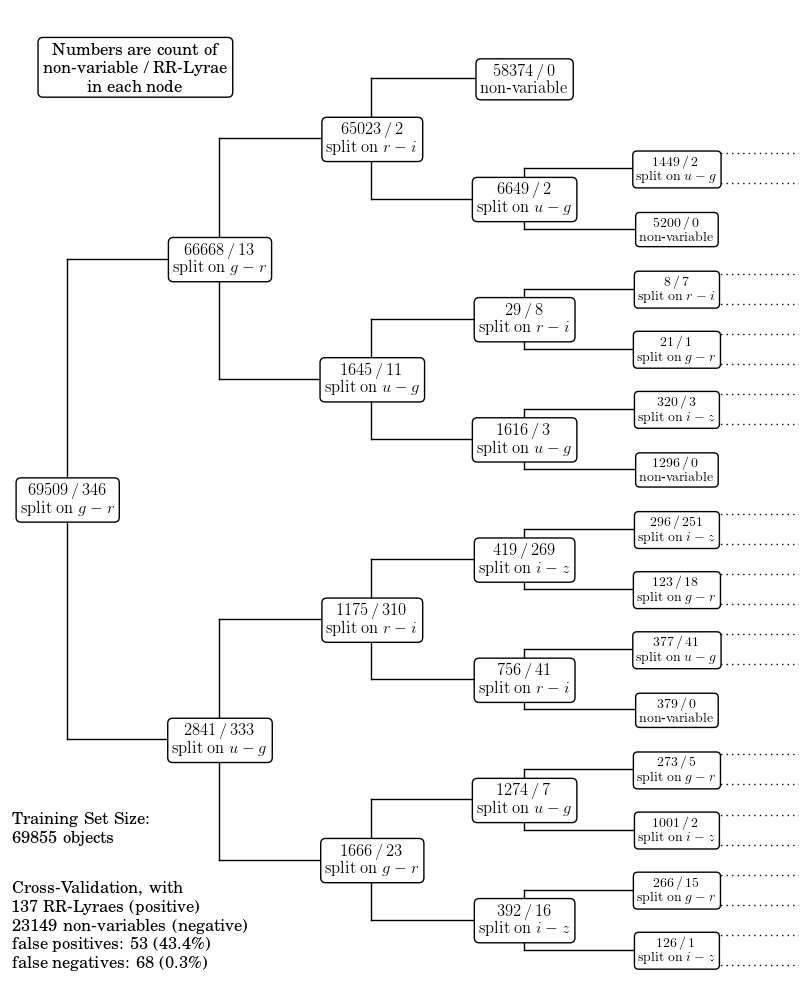 Numbers are count of
non-variable / RR-Lyrae
in each node
58374 / 0
non-variable
65023 / 2
split on r − i
1449 / 2
split on u − g
6649 / 2
split on u − g
5200 / 0
non-variable
66668 / 13
split on g − r
8 / 7
split on r − i
29 / 8
split on r − i
21 / 1
split on g − r
1645 / 11
split on u − g
320 / 3
split on i − z
1616 / 3
split on u − g
1296 / 0
non-variable
69509 / 346
split on g − r
296 / 251
split on i − z
419 / 269
split on i − z
123 / 18
split on g − r
1175 / 310
split on r − i
377 / 41
split on u − g
756 / 41
split on r − i
379 / 0
non-variable
2841 / 333
split on u − g
273 / 5
split on g − r
1274 / 7
split on u − g
1001 / 2
split on i − z
1666 / 23
split on g − r
266 / 15
split on g − r
392 / 16
split on i − z
126 / 1
split on i − z
Training Set Size:
69855 objects
Cross-Validation, with
137 RR-Lyraes (positive)
23149 non-variables (negative)
false positives: 53 (43.4%)
false negatives: 68 (0.3%)